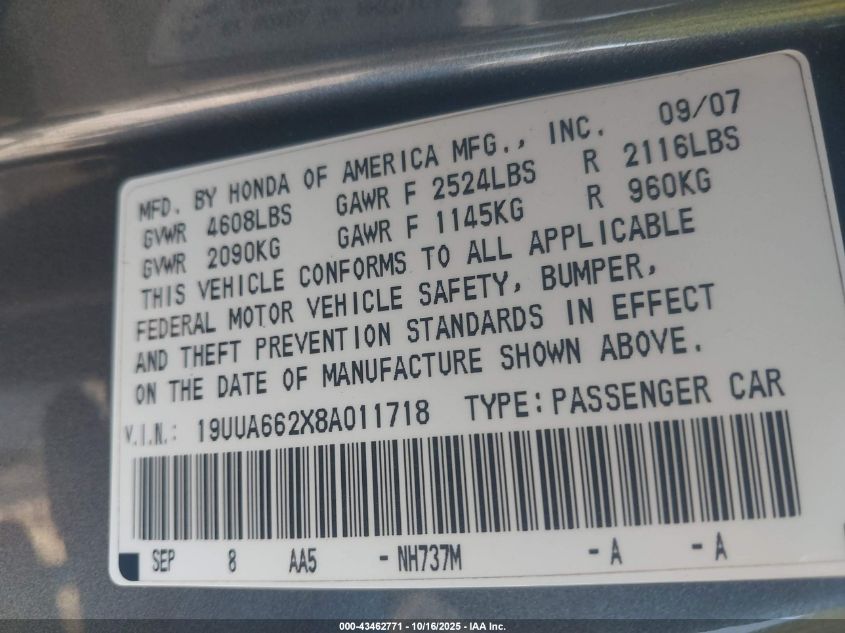 09/07
MFD. BY HONDA OF AMERICA MFG., INC.
GVWR 4608LBS GAWR F 2524LBS R 2116LBS
GVWR 2090KG GAWR F 1145KG R 960KG
THIS VEHICLE CONFORMS TO ALL APPLICABLE
FEDERAL MOTOR VEHICLE SAFETY, BUMPER,
AND THEFT PREVENTION STANDARDS IN EFFECT
ON THE DATE OF MANUFACTURE SHOWN ABOVE.
V.I.N.: 19UUA662X8A011718 TYPE:PASSENGER CAR
SEP 8 AA5 -NH737M -A -A
000-43462771 - 10/16/2025 - IAA Inc.